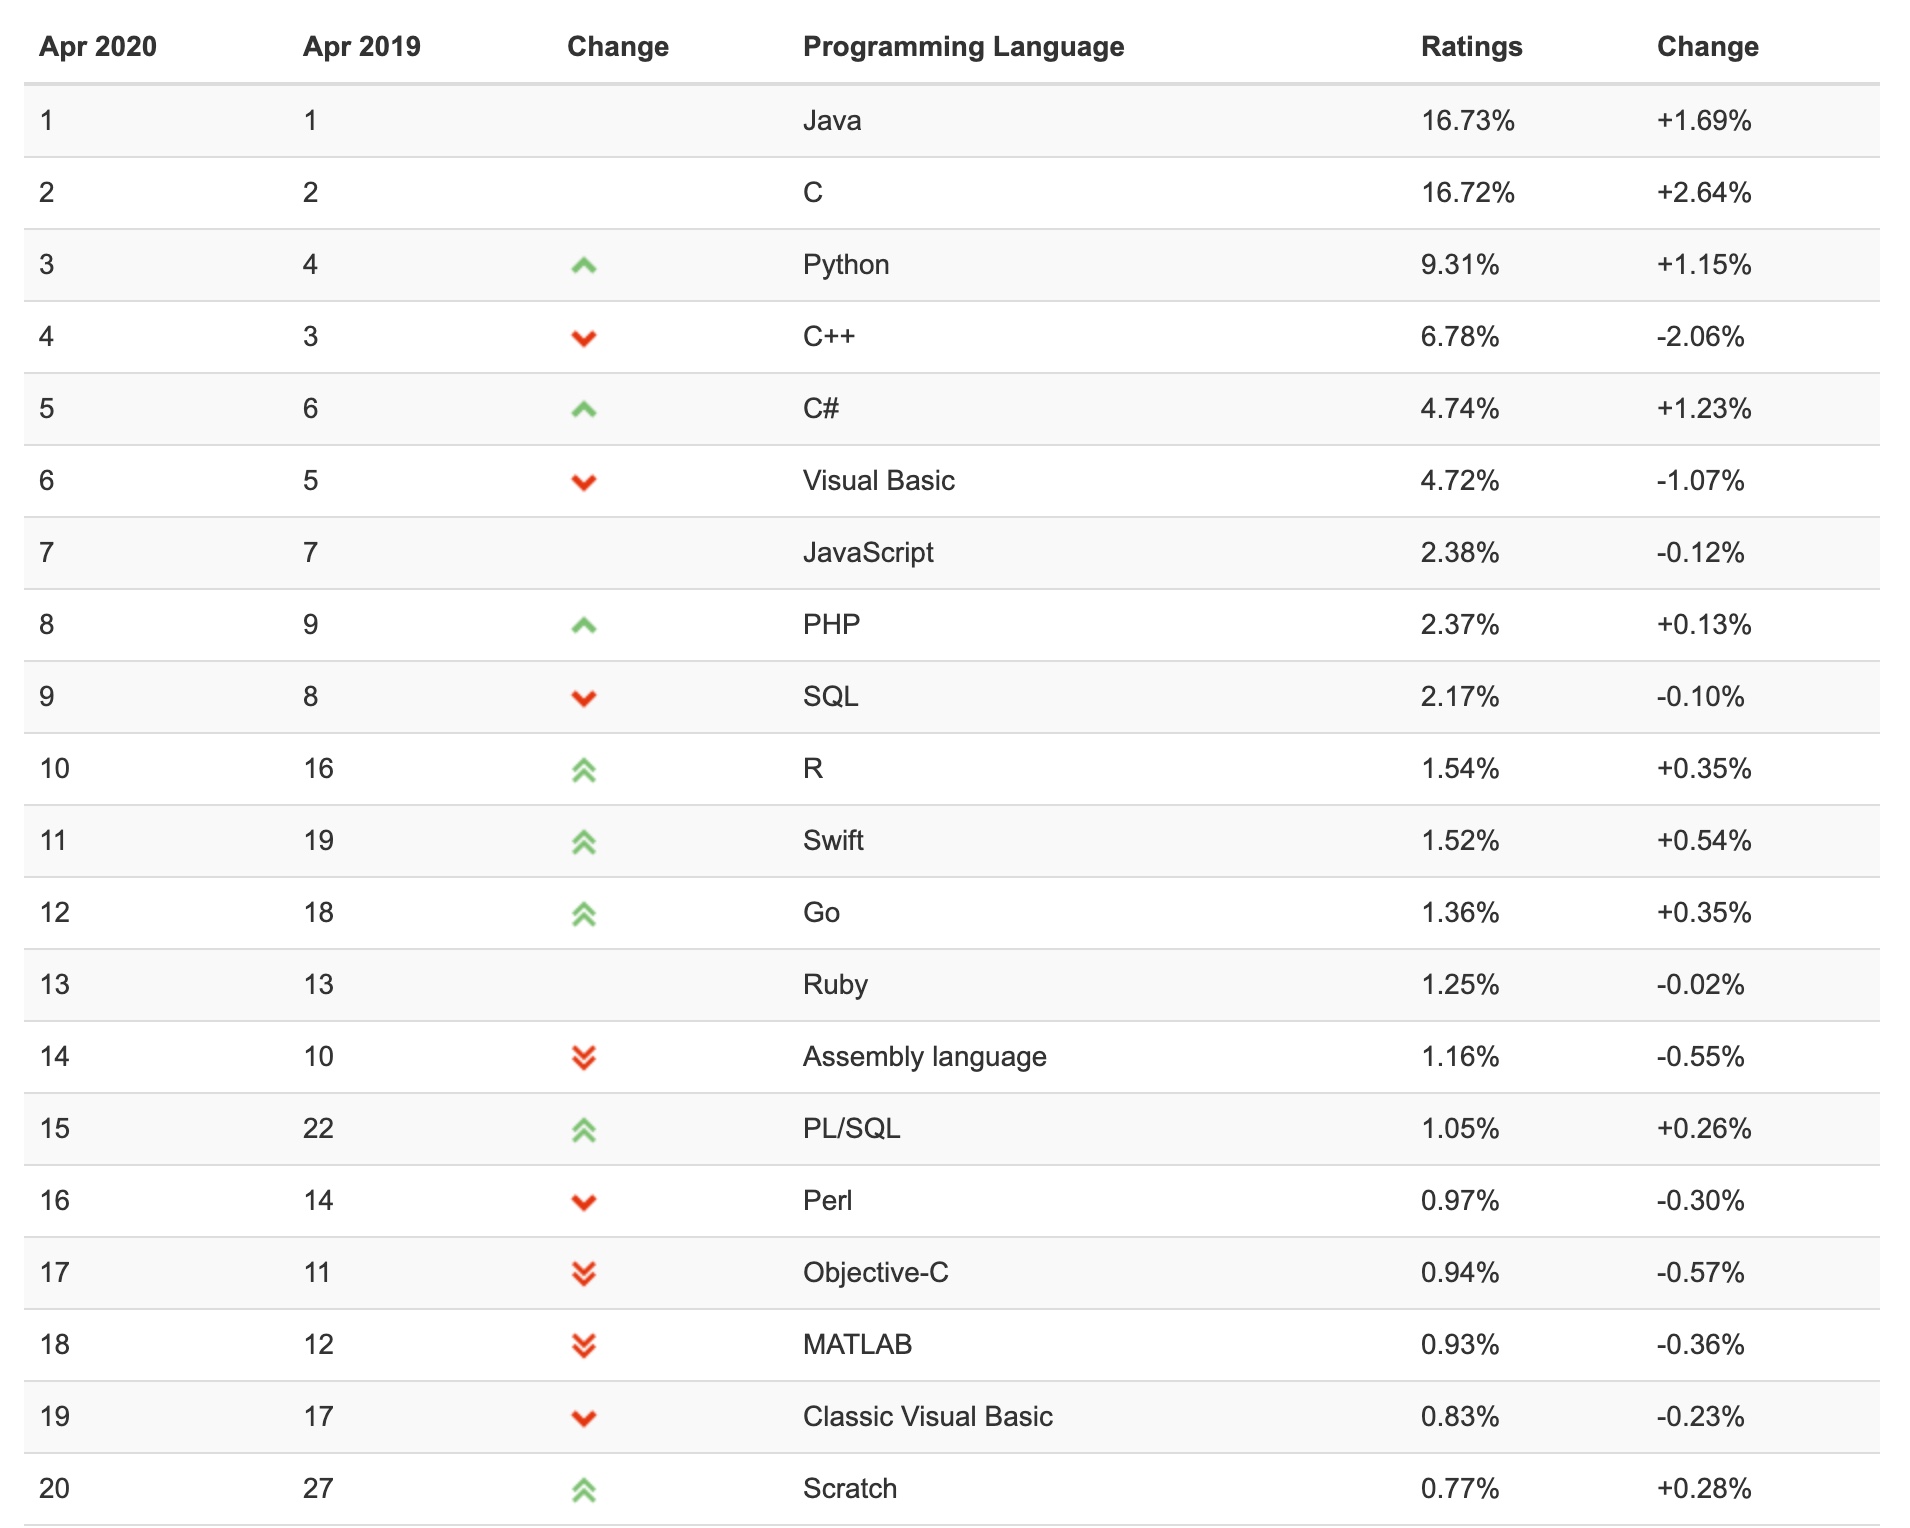 Apr 2020 Apr 2019 Change Programming Language Ratings Change
1 1 Java 16.73% +1.69%
2 2 C 16.72% +2.64%
3 4 Python 9.31% +1.15%
4 3 C++ 6.78% -2.06%
5 6 C# 4.74% +1.23%
6 5 Visual Basic 4.72% -1.07%
7 7 JavaScript 2.38% -0.12%
8 9 PHP 2.37% +0.13%
9 8 SQL 2.17% -0.10%
10 16 R 1.54% +0.35%
11 19 Swift 1.52% +0.54%
12 18 Go 1.36% +0.35%
13 13 Ruby 1.25% -0.02%
14 10 Assembly language 1.16% -0.55%
15 22 PL/SQL 1.05% +0.26%
16 14 Perl 0.97% -0.30%
17 11 Objective-C 0.94% -0.57%
18 12 MATLAB 0.93% -0.36%
19 17 Classic Visual Basic 0.83% -0.23%
20 27 Scratch 0.77% +0.28%